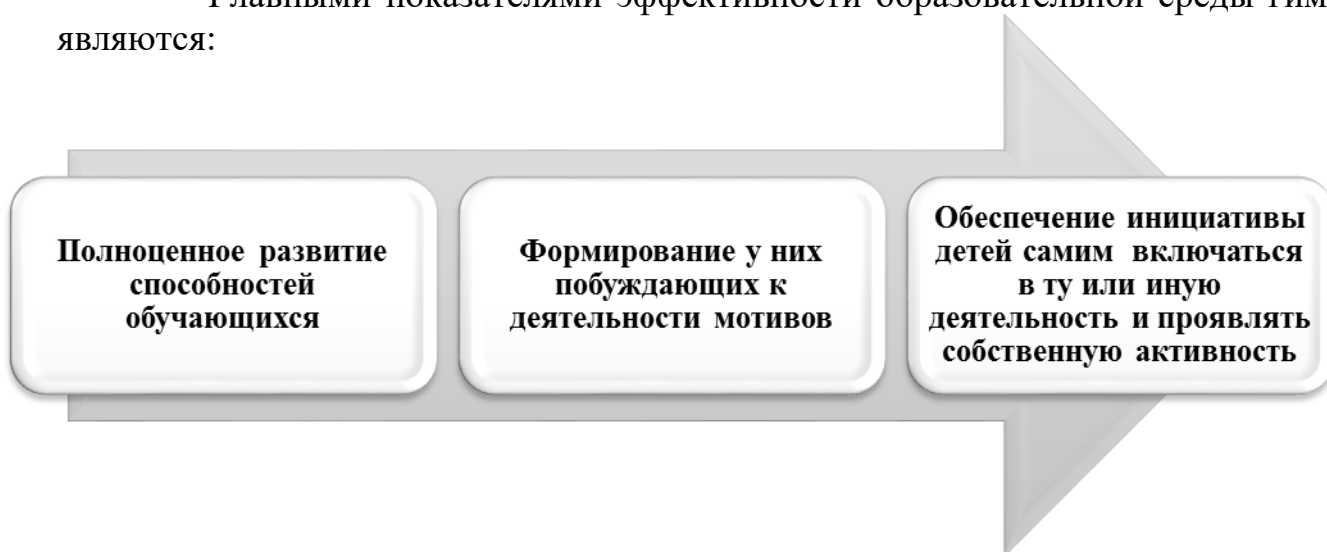 Главными показателями эффективности образовательной среды
являются:
Полноценное развитие
способностей
обучающихся
Формирование у них
побуждающих к
деятельности мотивов
Обеспечение инициативы
детей самим включаться
в ту или иную
деятельность и проявлять
собственную активность